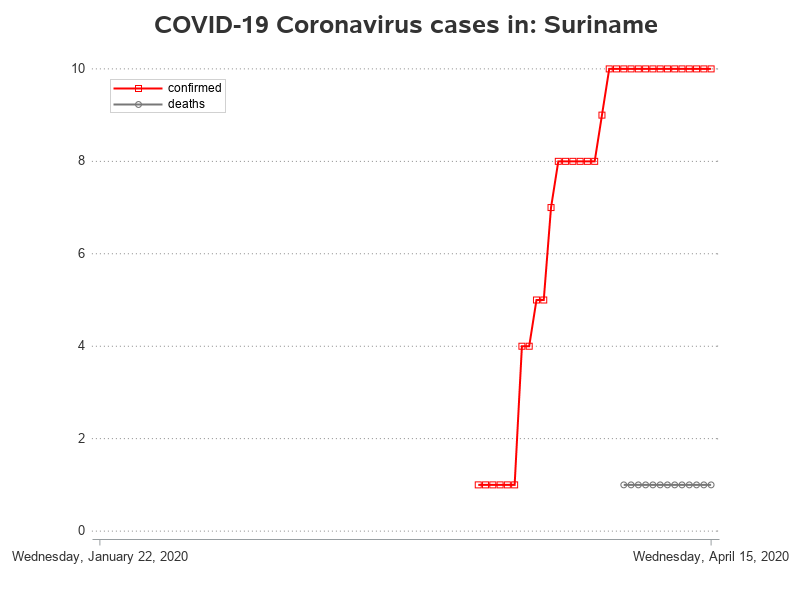 COVID-19 Coronavirus cases in: Suriname
10
confirmed
deaths
8
6
4
2
0
Wednesday, January 22, 2020 Wednesday, April 15, 2020